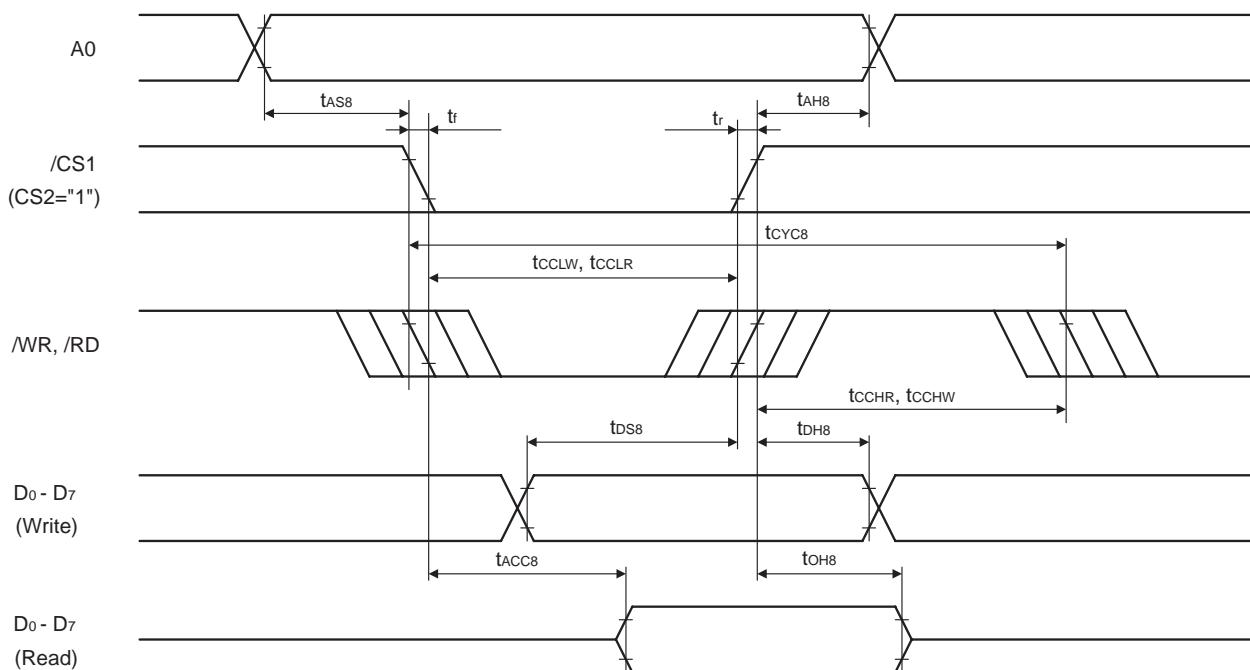 A0
tAS8
tAH8
tf
tr
/CS1
(CS2="1")
tCYC8
tCCLW, tCCLR
/WR, /RD
tCCHR, tCCHW
tDS8
tDH8
D0 - D7
(Write)
tACC8
tOH8
D0 - D7
(Read)